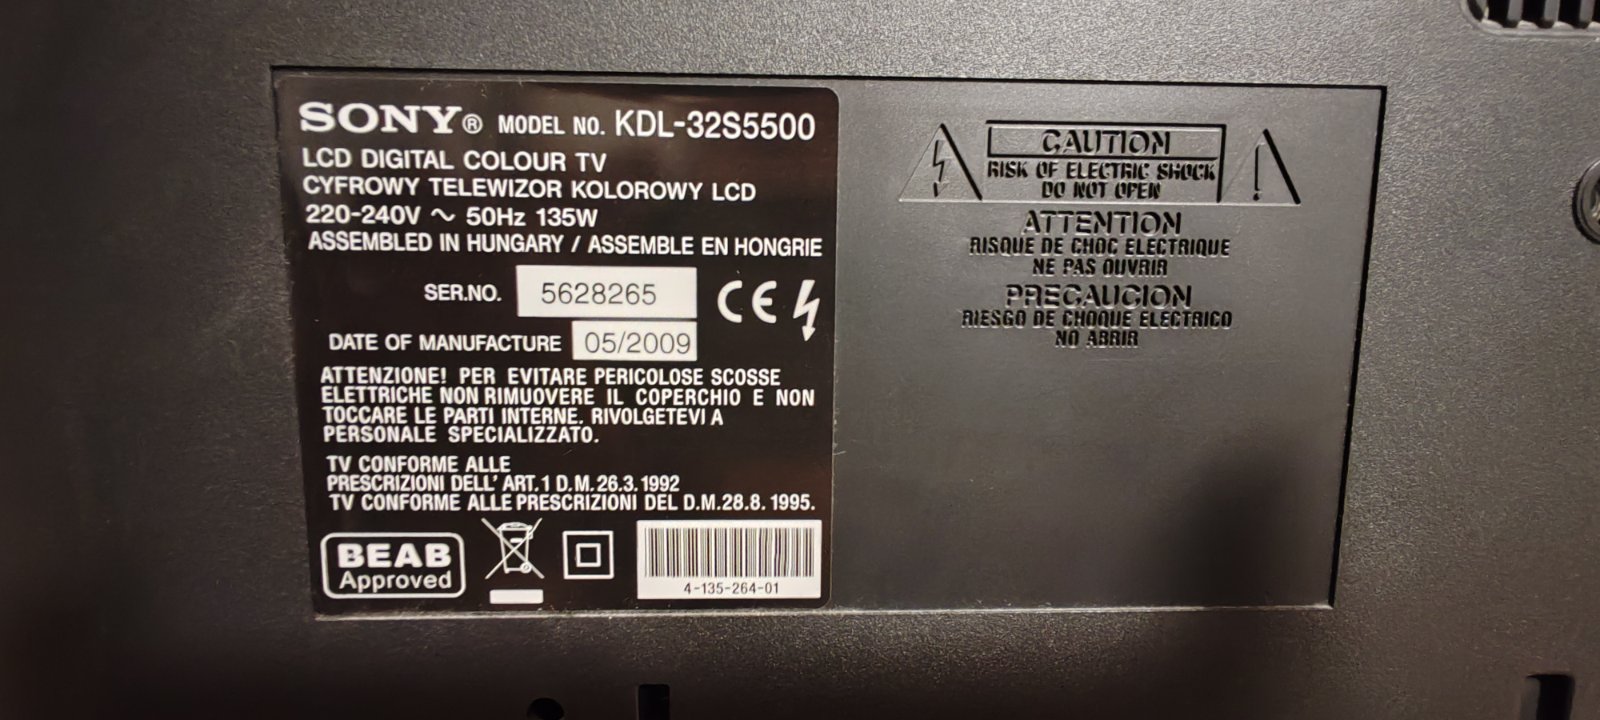 SONY® MODEL NO. KDL-32S5500
LCD DIGITAL COLOUR TV
CYFROWY TELEWIZOR KOLOROWY LCD
220-240V ~ 50Hz 135W
ASSEMBLED IN HUNGARY / ASSEMBLE EN HONGRIE
SER.NO. 5628265
CE
DATE OF MANUFACTURE 05/2009
ATTENZIONE! PER EVITARE PERICOLOSE SCOSSE
ELETTRICHE NON RIMUOVERE IL COPERCHIO E NON
TOCCARE LE PARTI INTERNE. RIVOLGETEVI A
PERSONALE SPECIALIZZATO.
TV CONFORME ALLE
PRESCRIZIONI DELL' ART.1 D.M.26.3.1992
TV CONFORME ALLE PRESCRIZIONI DEL D.M.28.8. 1995.
BEAB
Approved
4-135-264-01
CAUTION
RISK OF ELECTRIC SHOCK
DO NOT OPEN
ATTENTION
RISQUE DE CHOC ELECTRIQUE
NE PAS OUVRIR
PRECAUCION
RIESGO DE CHOQUE ELECTRICO
NO ABRIR